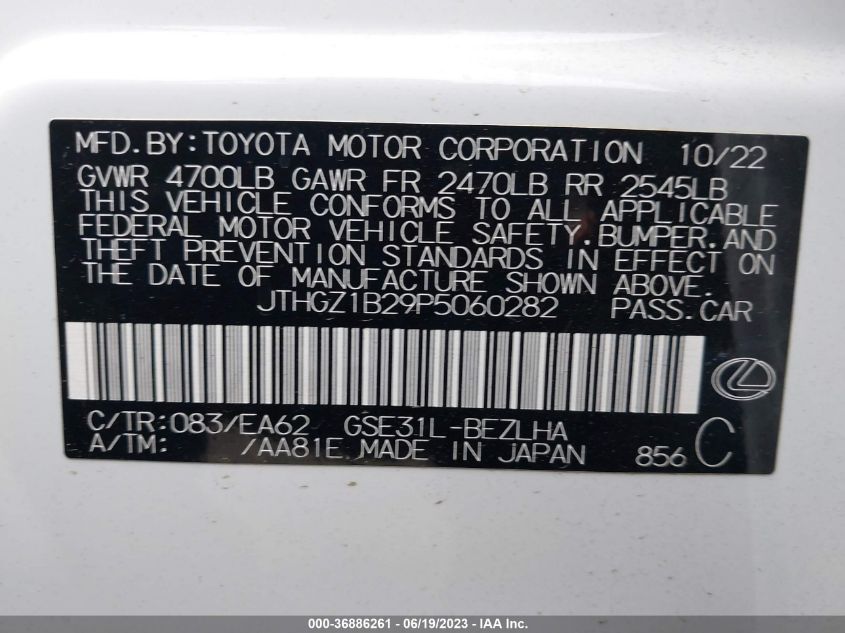 MFD.BY:TOYOTA MOTOR CORPORATION 10/22
GVWR 4700LB GAWR FR 2470LB RR 2545LB
THIS VEHICLE CONFORMS TO ALL APPLICABLE
FEDERAL MOTOR VEHICLE SAFETY.BUMPER.AND
THEFT PREVENTION STANDARDS IN EFFECT ON
THE DATE OF MANUFACTURE SHOWN ABOVE.
JTHGZ1B29P5060282 PASS.CAR
C/TR:083/EA62 GSE31L-BEZLHA
A/TM: /AA81E MADE IN JAPAN 856 C
000-36886261 - 06/19/2023 - IAA Inc.